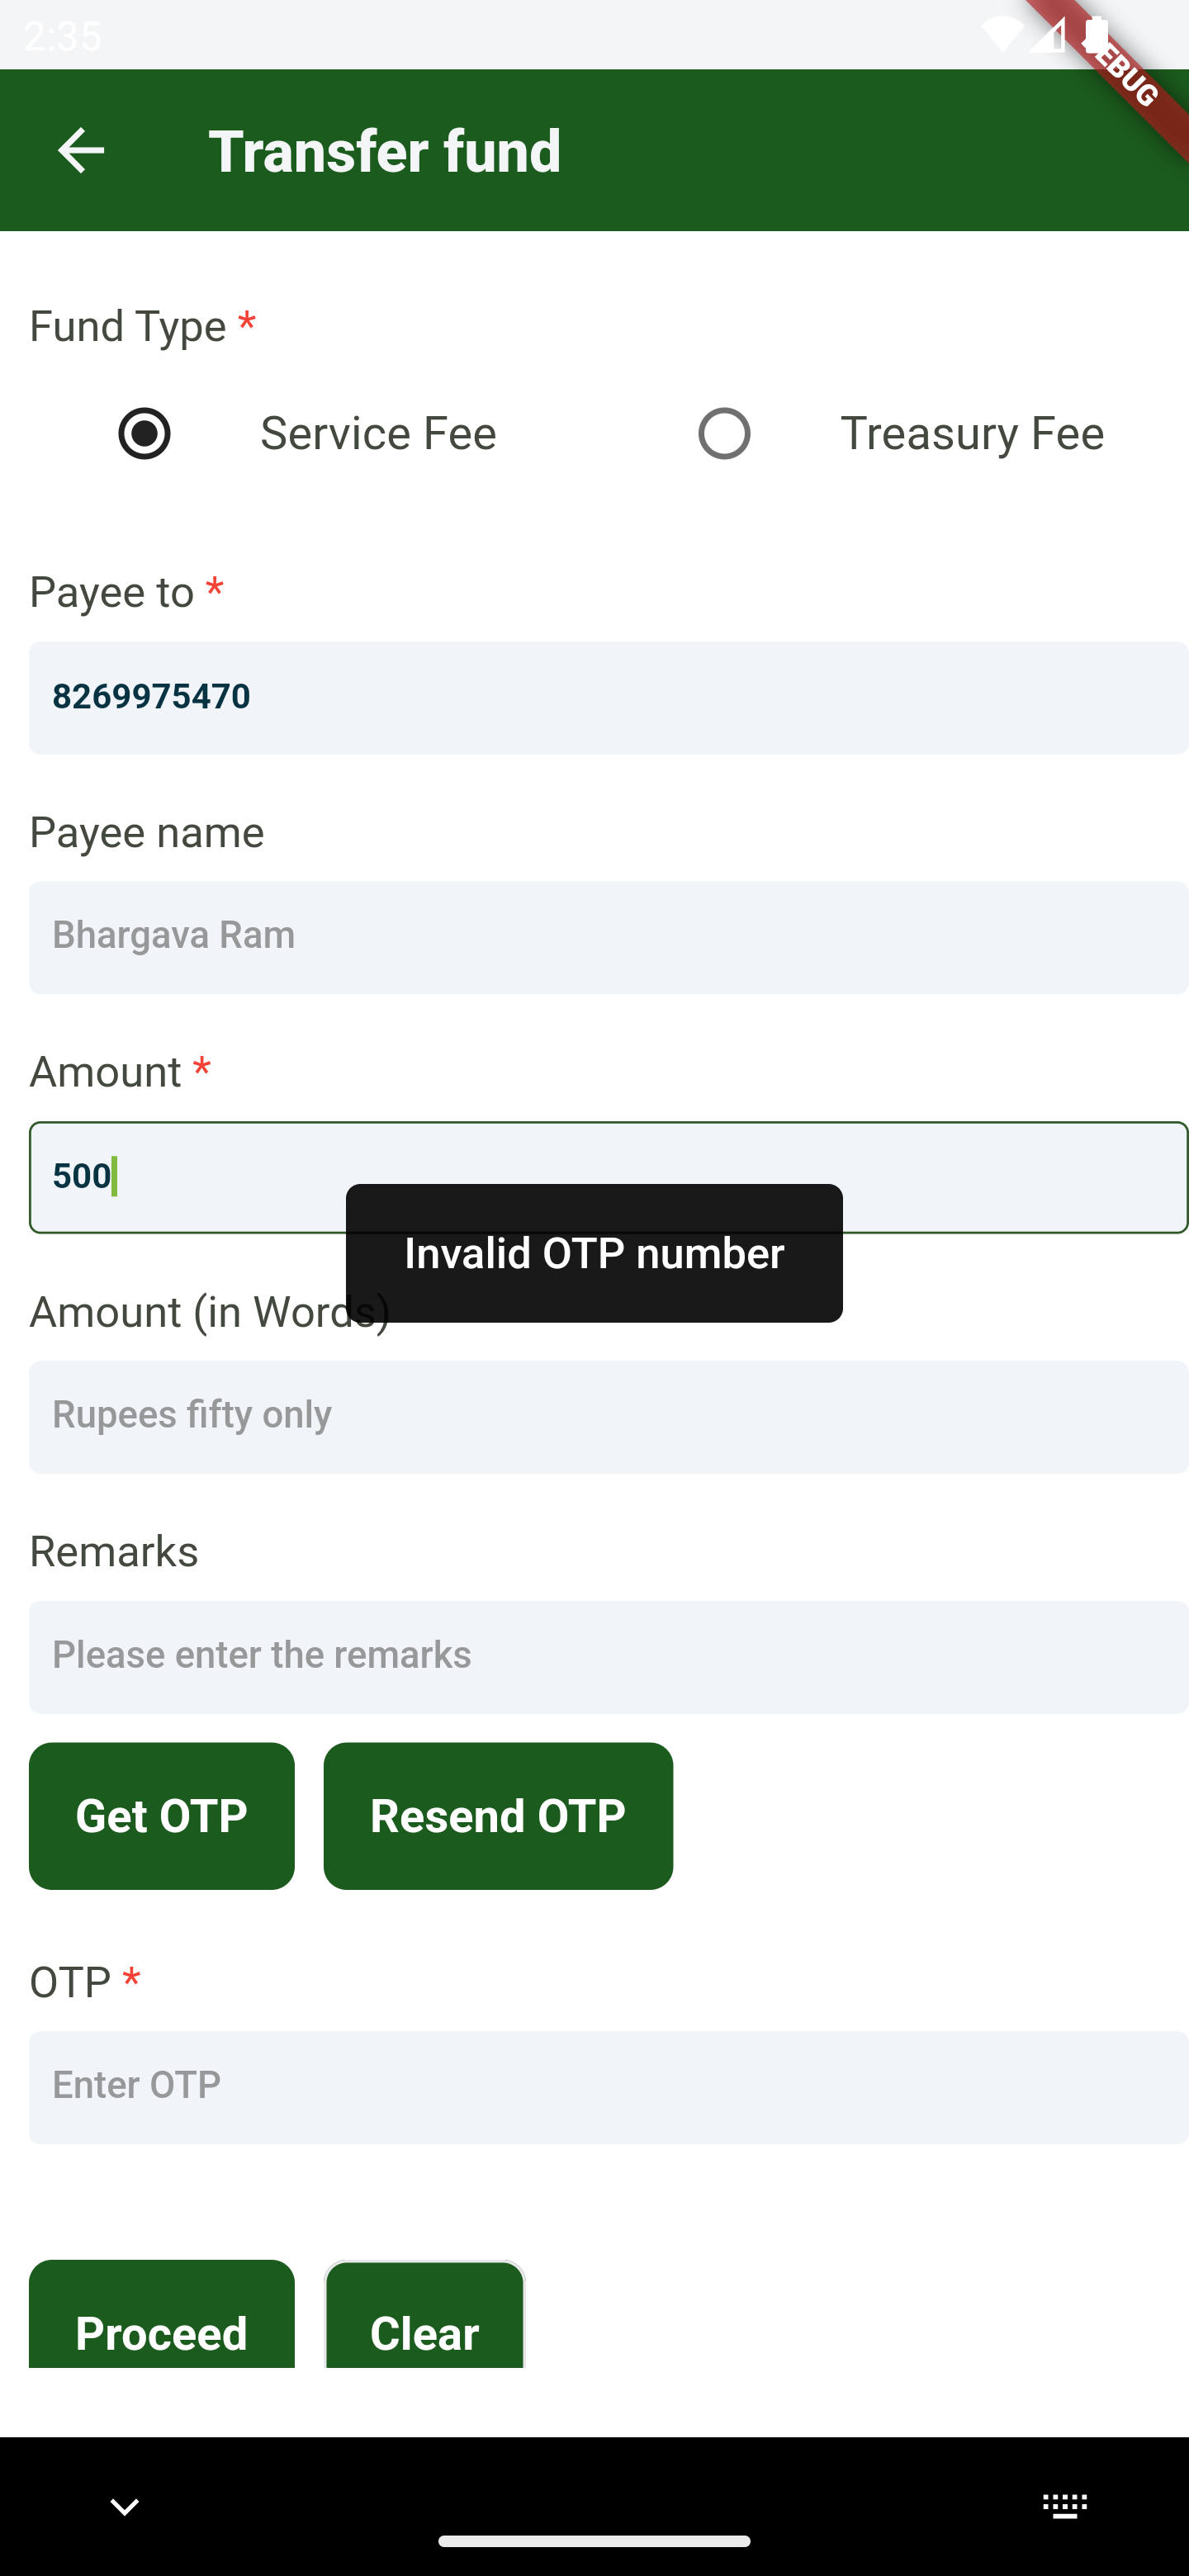 2:35
DEBUG
Transfer fund
Fund Type *
Service Fee
Treasury Fee
Payee to *
8269975470
Payee name
Bhargava Ram
Amount *
500
Invalid OTP number
Amount (in Words)
Rupees fifty only
Remarks
Please enter the remarks
Get OTP
Resend OTP
OTP *
Enter OTP
Proceed
Clear